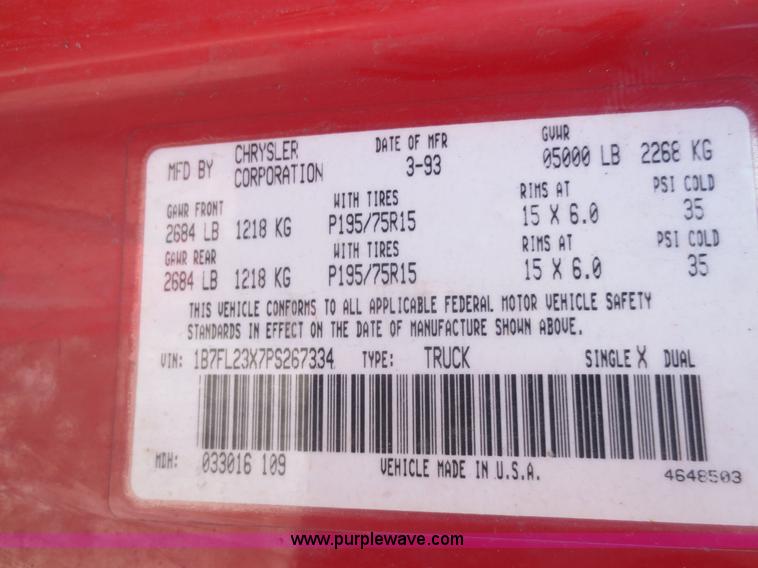 MFD BY CHRYSLER CORPORATION DATE OF MFR 3-93 GVWR 05000 LB 2268 KG
GAWR FRONT WITH TIRES RIMS AT PSI COLD
2684 LB 1218 KG P195/75R15 15 X 6.0 35
GAWR REAR WITH TIRES RIMS AT PSI COLD
2684 LB 1218 KG P195/75R15 15 X 6.0 35
THIS VEHICLE CONFORMS TO ALL APPLICABLE FEDERAL MOTOR VEHICLE SAFETY
STANDARDS IN EFFECT ON THE DATE OF MANUFACTURE SHOWN ABOVE.
VIN: 1B7FL23X7PS267334 TYPE: TRUCK SINGLE X DUAL
MDH: 033016 109 VEHICLE MADE IN U.S.A. 4648503
www.purplewave.com